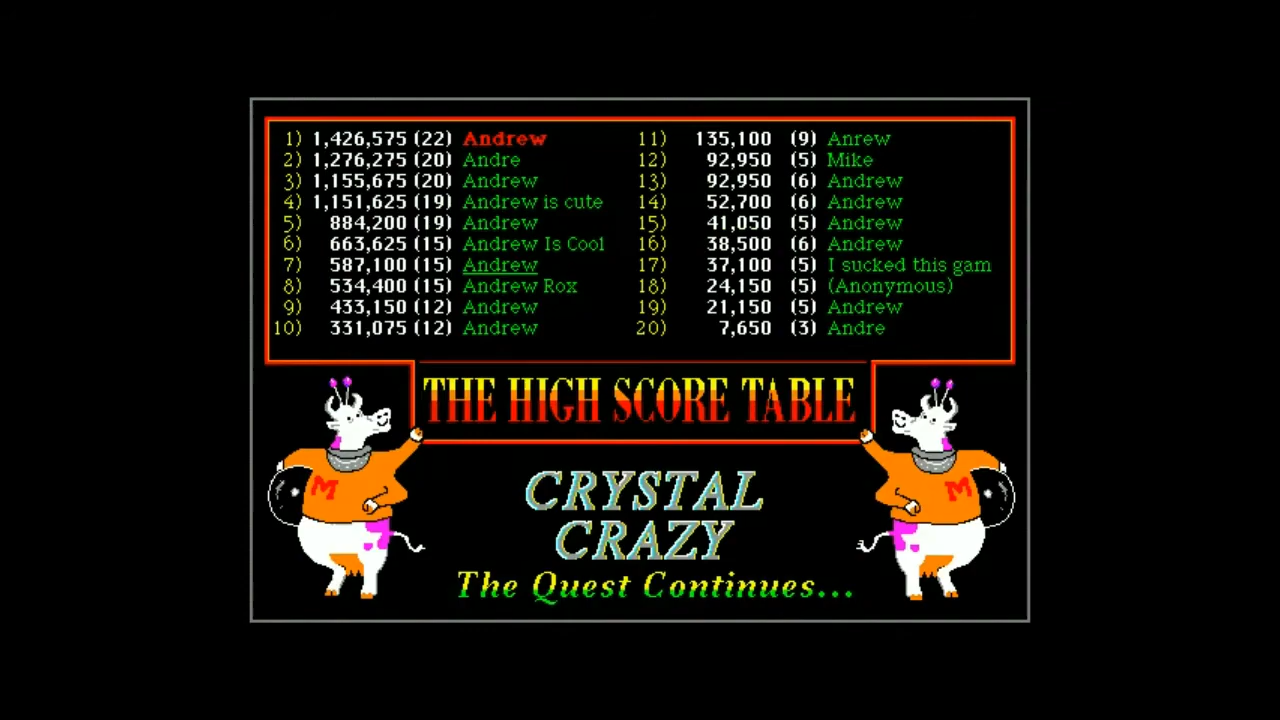 1) 1,426,575 (22) Andrew
2) 1,276,275 (20) Andre
3) 1,155,675 (20) Andrew
4) 1,151,625 (19) Andrew is cute
5) 884,200 (19) Andrew
6) 663,625 (15) Andrew Is Cool
7) 587,100 (15) Andrew
8) 534,400 (15) Andrew Rox
9) 433,150 (12) Andrew
10) 331,075 (12) Andrew
11) 135,100 (9) Anrew
12) 92,950 (5) Mike
13) 92,950 (6) Andrew
14) 52,700 (6) Andrew
15) 41,050 (5) Andrew
16) 38,500 (6) Andrew
17) 37,100 (5) I sucked this gam
18) 24,150 (5) (Anonymous)
19) 21,150 (5) Andrew
20) 7,650 (3) Andre
THE HIGH SCORE TABLE
M
M
CRYSTAL
CRAZY
The Quest Continues...